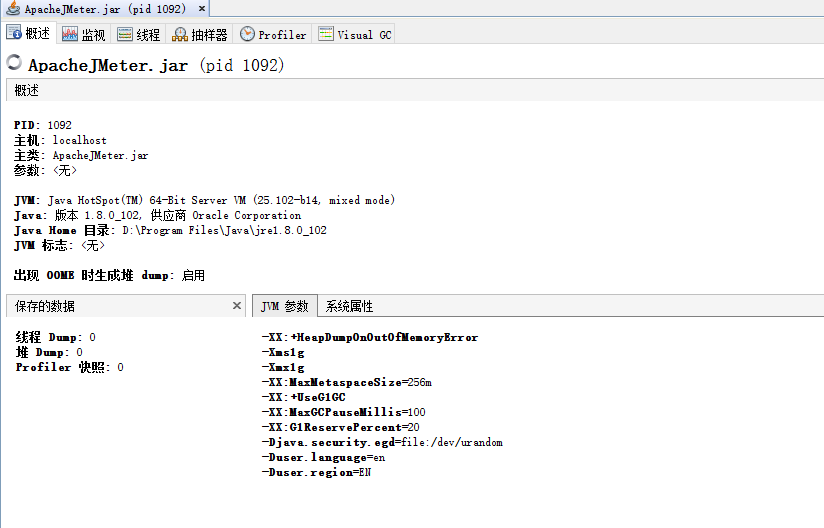 ApacheJMeter.jar (pid 1092) ×
概述 监视 线程 抽样器 Profiler Visual GC
ApacheJMeter.jar (pid 1092)
概述
PID: 1092
主机: localhost
主类: ApacheJMeter.jar
参数: <无>
JVM: Java HotSpot(TM) 64-Bit Server VM (25.102-b14, mixed mode)
Java: 版本 1.8.0_102, 供应商 Oracle Corporation
Java Home 目录: D:\Program Files\Java\jre1.8.0_102
JVM 标志: <无>
出现 OOME 时生成堆 dump: 启用
保存的数据 ×
线程 Dump: 0
堆 Dump: 0
Profiler 快照: 0
JVM 参数 系统属性
-XX:+HeapDumpOnOutOfMemoryError
-Xms1g
-Xmx1g
-XX:MaxMetaspaceSize=256m
-XX:+UseG1GC
-XX:MaxGCPauseMillis=100
-XX:G1ReservePercent=20
-Djava.security.egd=file:/dev/urandom
-Duser.language=en
-Duser.region=EN